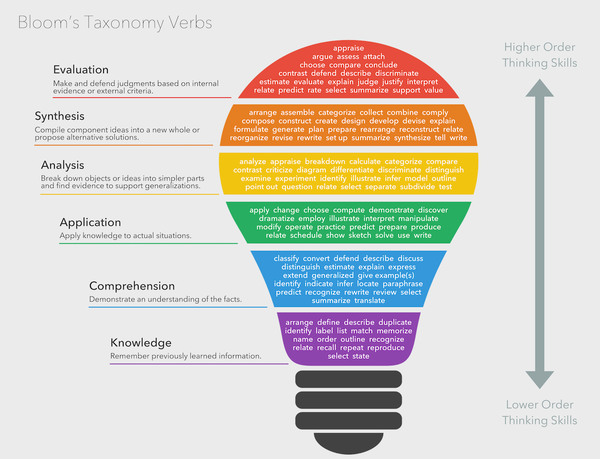 Bloom's Taxonomy Verbs
Higher Order
Thinking Skills
Evaluation
Make and defend judgments based on internal
evidence or external criteria.
appraise
argue assess attach
choose compare conclude
contrast defend describe discriminate
estimate evaluate explain judge justify interpret
relate predict rate select summarize support value
Synthesis
Compile component ideas into a new whole or
propose alternative solutions.
arrange assemble categorize collect combine comply
compose construct create design develop devise explain
formulate generate plan prepare rearrange reconstruct relate
reorganize revise rewrite set up summarize synthesize tell write
Analysis
Break down objects or ideas into simpler parts
and find evidence to support generalizations.
analyze appraise breakdown calculate categorize compare
contrast criticize diagram differentiate discriminate distinguish
examine experiment identify illustrate infer model outline
point out question relate select separate subdivide test
Application
Apply knowledge to actual situations.
apply change choose compute demonstrate discover
dramatize employ illustrate interpret manipulate
modify operate practice predict prepare produce
relate schedule show sketch solve use write
Comprehension
Demonstrate an understanding of the facts.
classify convert defend describe discuss
distinguish estimate explain express
extend generalized give example(s)
identify indicate infer locate paraphrase
predict recognize rewrite review select
summarize translate
Knowledge
Remember previously learned information.
arrange define describe duplicate
identify label list match memorize
name order outline recognize
relate recall repeat reproduce
select state
Lower Order
Thinking Skills